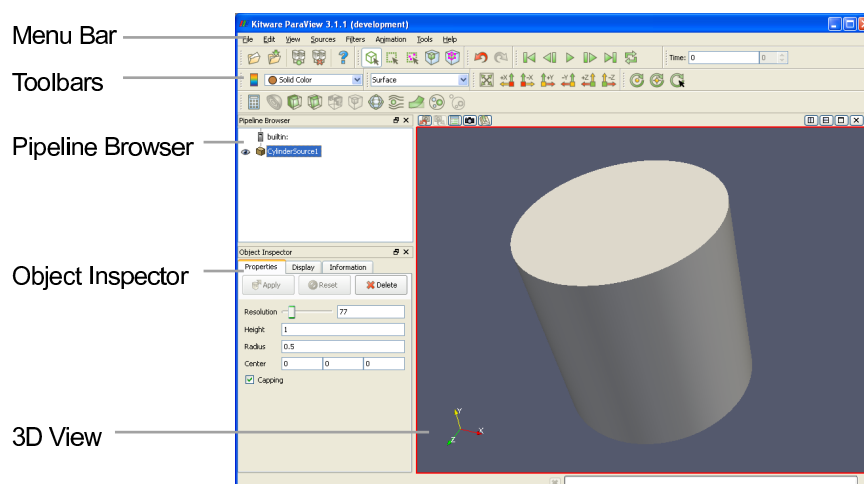 Menu Bar
Toolbars
Pipeline Browser
Object Inspector
3D View
Kitware ParaView 3.1.1 (development)
File Edit View Sources Filters Animation Tools Help
Time: 0 0
Solid Color Surface
+X -X +Y -Y +Z -Z
Pipeline Browser
builtin:
CylinderSource1
Object Inspector
Properties Display Information
Apply Reset Delete
Resolution 77
Height 1
Radius 0.5
Center 0 0 0
Capping
Y
X
Z